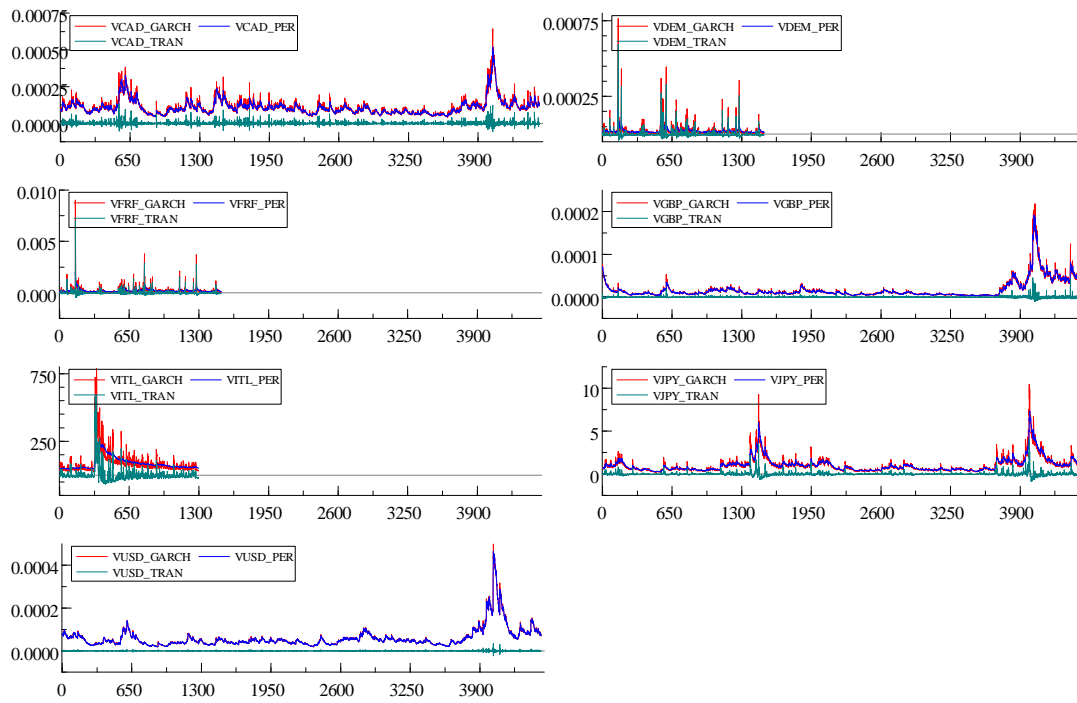 0.00075
VCAD_GARCH VCAD_PER
VCAD_TRAN
0.00050
0.00025
0.0000
0 650 1300 1950 2600 3250 3900
0.00075
VDEM_GARCH VDEM_PER
VDEM_TRAN
0.00025
0 650 1300 1950 2600 3250 3900
0.010
VFRF_GARCH VFRF_PER
VFRF_TRAN
0.005
0.000
0 650 1300 1950 2600 3250 3900
0.0002
VGBP_GARCH VGBP_PER
VGBP_TRAN
0.0001
0.0000
0 650 1300 1950 2600 3250 3900
750
VITL_GARCH VITL_PER
VITL_TRAN
250
0 650 1300 1950 2600 3250 3900
10
VJPY_GARCH VJPY_PER
VJPY_TRAN
5
0
0 650 1300 1950 2600 3250 3900
0.0004
VUSD_GARCH VUSD_PER
VUSD_TRAN
0.0002
0.0000
0 650 1300 1950 2600 3250 3900